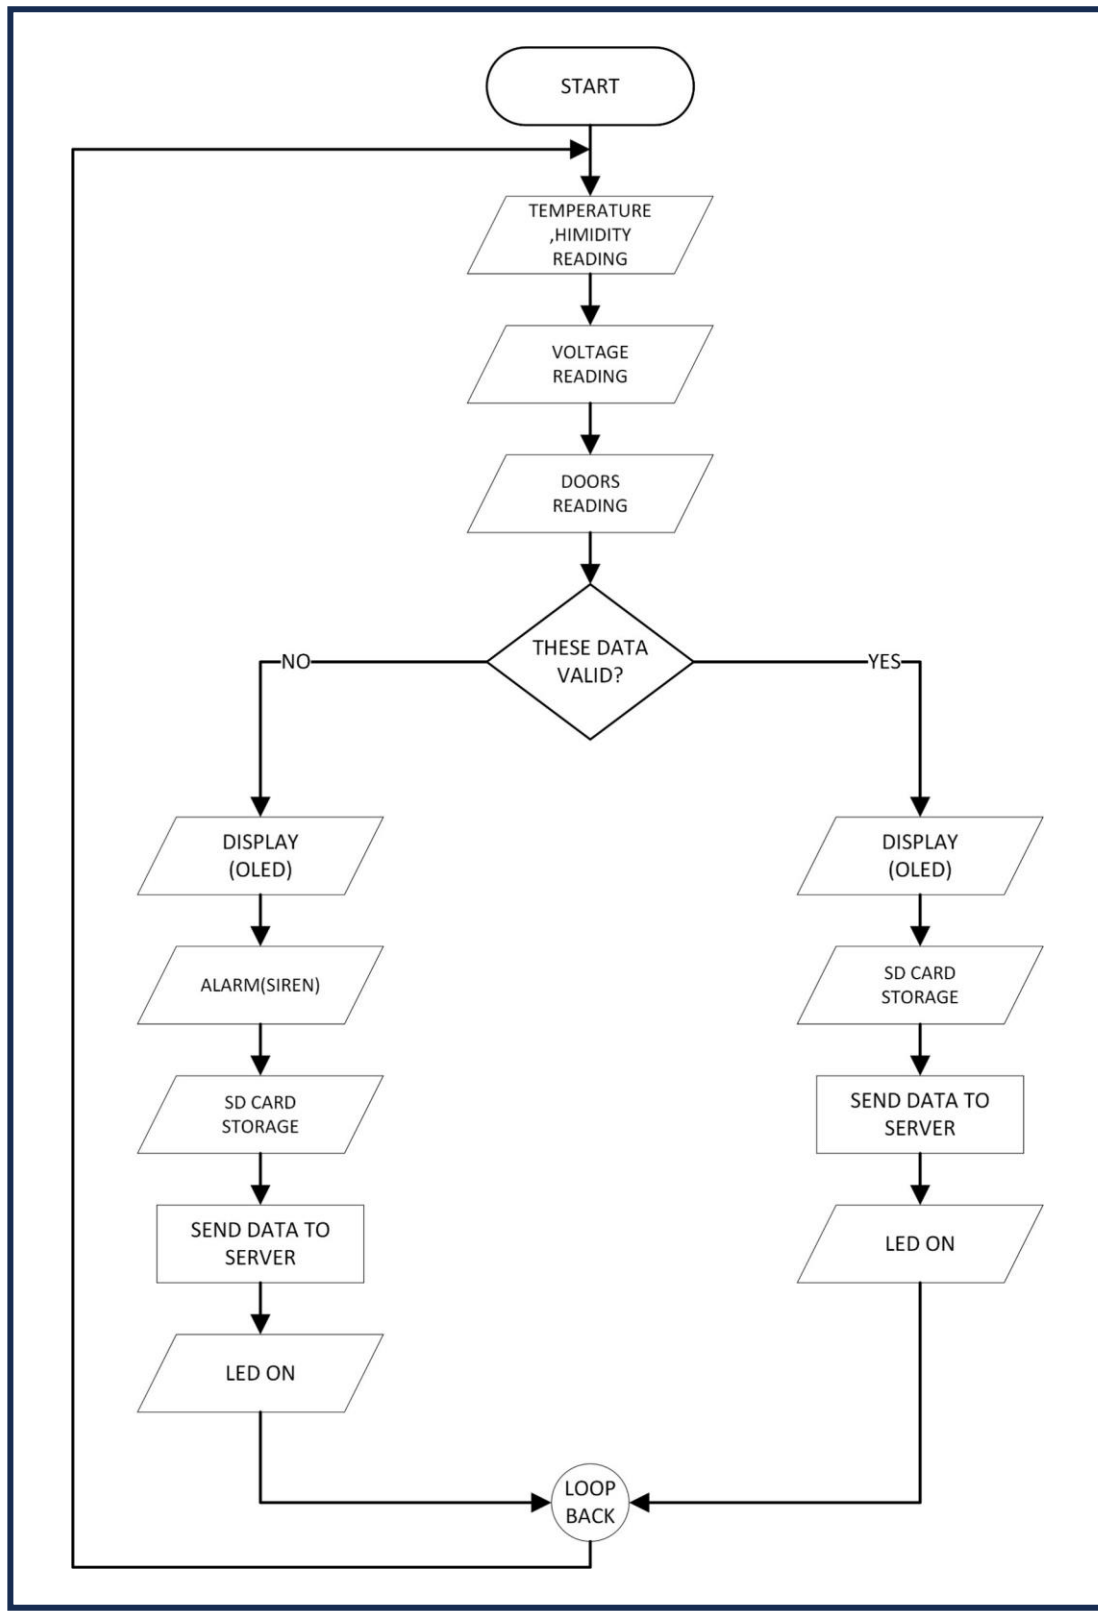 START
TEMPERATURE
,HIMIDITY
READING
VOLTAGE
READING
DOORS
READING
THESE DATA
VALID?
NO
YES
DISPLAY
(OLED)
ALARM(SIREN)
SD CARD
STORAGE
SEND DATA TO
SERVER
LED ON
DISPLAY
(OLED)
SD CARD
STORAGE
SEND DATA TO
SERVER
LED ON
LOOP
BACK